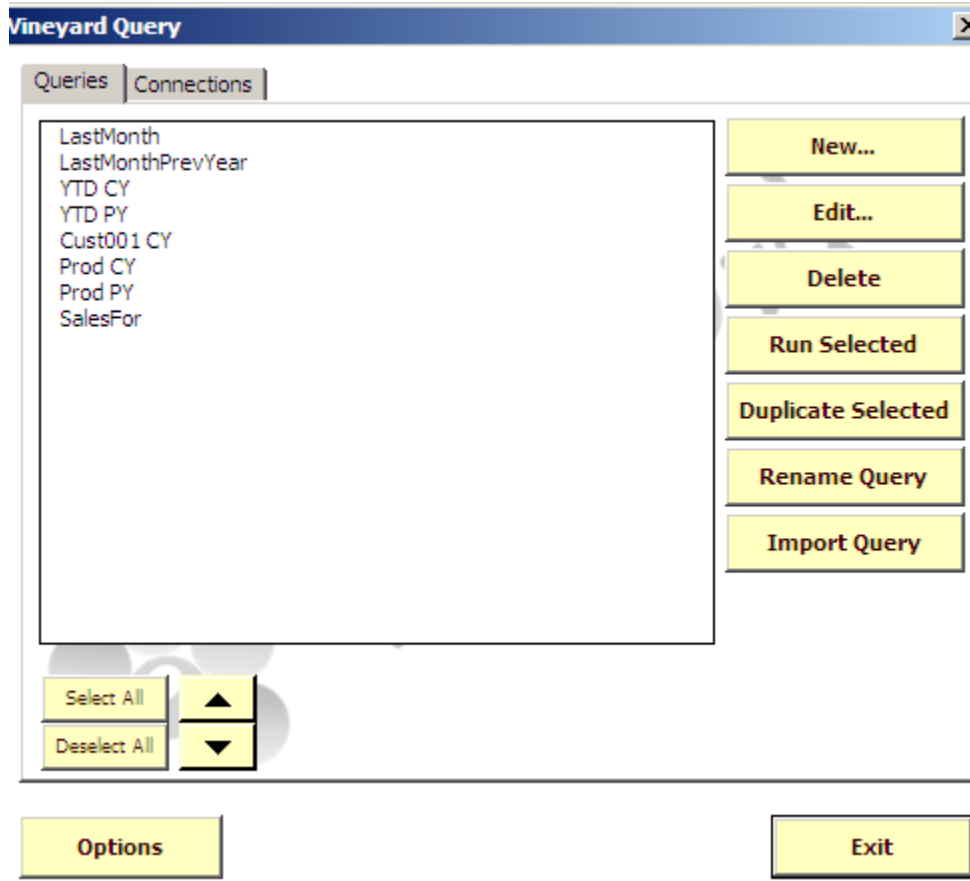 Vineyard Query
Queries
Connections
LastMonth
LastMonthPrevYear
YTD CY
YTD PY
Cust001 CY
Prod CY
Prod PY
SalesFor
New...
Edit...
Delete
Run Selected
Duplicate Selected
Rename Query
Import Query
Select All
Deselect All
Options
Exit